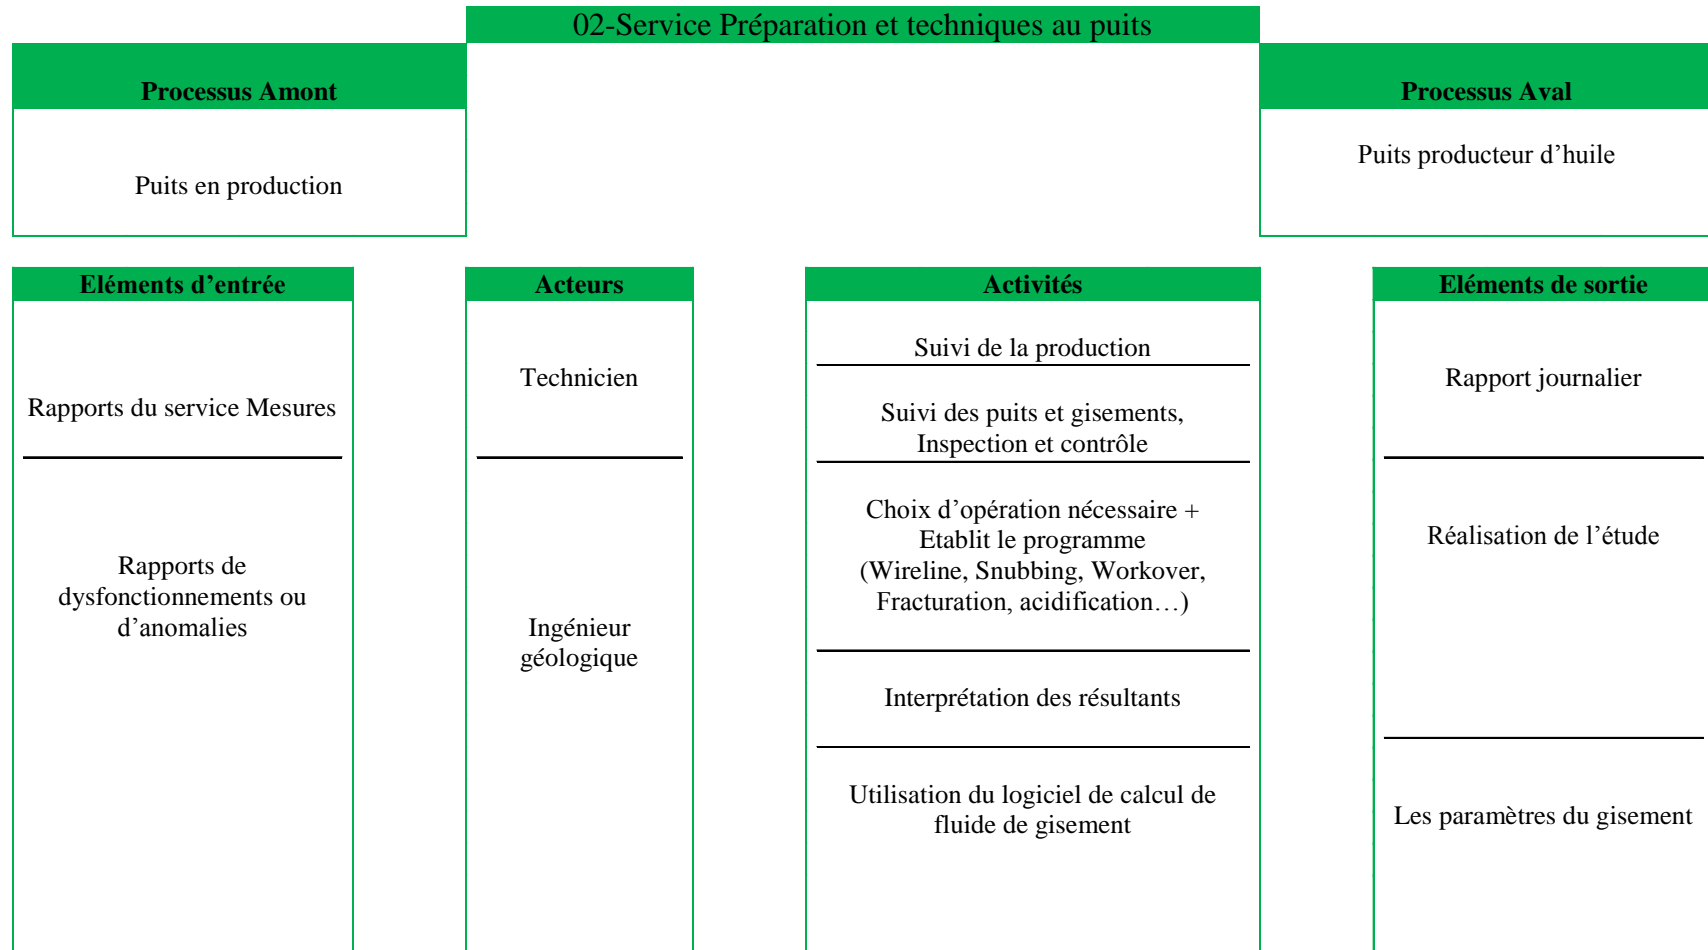 02-Service Préparation et techniques au puits
Processus Amont
Puits en production
Processus Aval
Puits producteur d’huile
Eléments d’entrée
Rapports du service Mesures
Rapports de
dysfonctionnements ou
d’anomalies
Acteurs
Technicien
Ingénieur
géologique
Activités
Suivi de la production
Suivi des puits et gisements,
Inspection et contrôle
Choix d’opération nécessaire +
Etablit le programme
(Wireline, Snubbing, Workover,
Fracturation, acidification…)
Interprétation des résultants
Utilisation du logiciel de calcul de
fluide de gisement
Eléments de sortie
Rapport journalier
Réalisation de l’étude
Les paramètres du gisement